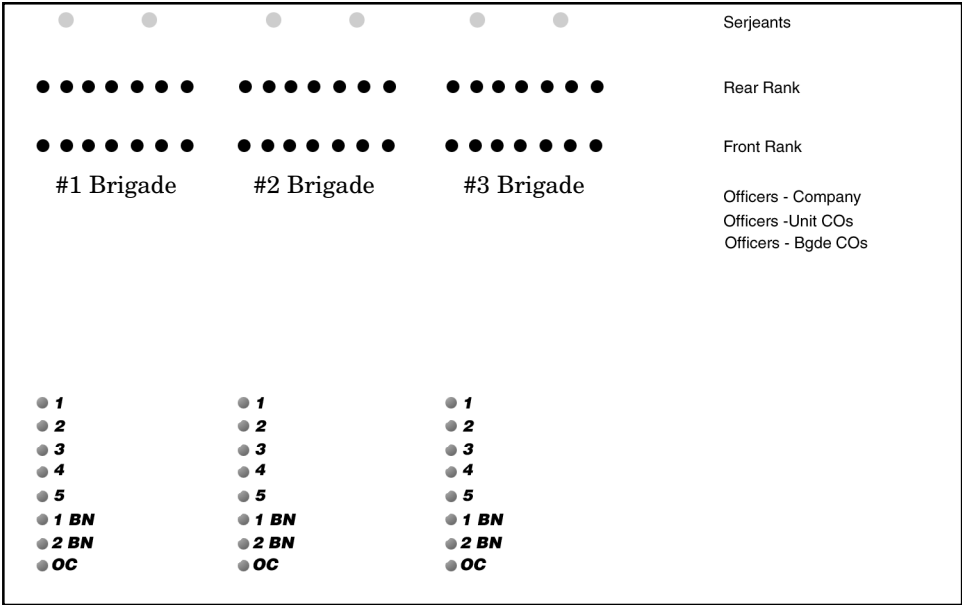 Serjeants
Rear Rank
Front Rank
#1 Brigade #2 Brigade #3 Brigade
Officers - Company
Officers -Unit COs
Officers - Bgde COs
1 1 1
2 2 2
3 3 3
4 4 4
5 5 5
1 BN 1 BN 1 BN
2 BN 2 BN 2 BN
OC OC OC